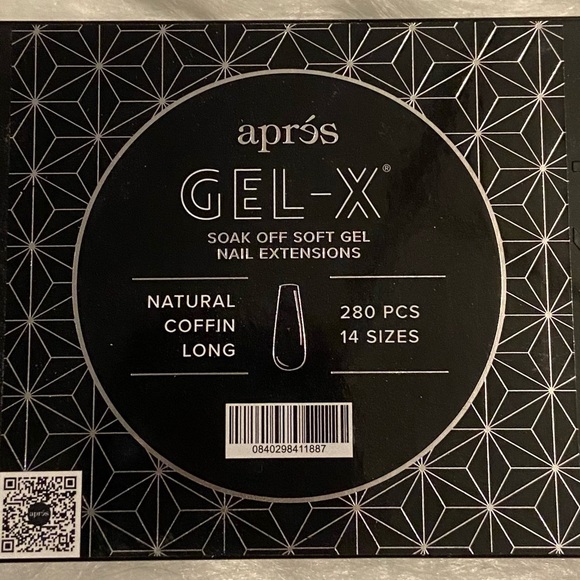 aprés
GEL-X®
SOAK OFF SOFT GEL
NAIL EXTENSIONS
NATURAL
COFFIN
LONG
280 PCS
14 SIZES
0840298411887
aprés